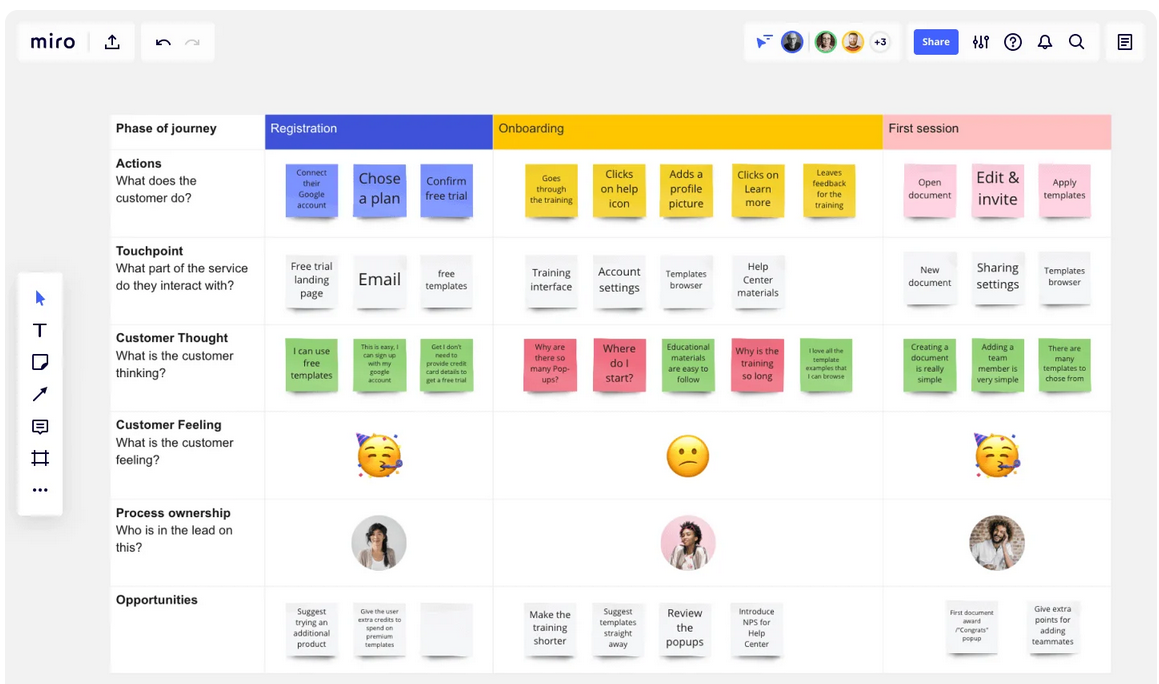 miro
+3
Share
Phase of journey
Registration
Onboarding
First session
Actions
What does the
customer do?
Connect
their
Google
account
Chose
a plan
Confirm
free trial
Goes
through
the training
Clicks
on help
icon
Adds a
profile
picture
Clicks on
Learn
more
Leaves
feedback
for the
training
Open
document
Edit &
invite
Apply
templates
Touchpoint
What part of the service
do they interact with?
Free trial
landing
page
Email
free
templates
Training
interface
Account
settings
Templates
browser
Help
Center
materials
New
document
Sharing
settings
Templates
browser
Customer Thought
What is the customer
thinking?
I can use
free
templates
This is easy, I
can sign up
with my
google
account
Get I don't
need to
provide credit
card details to
get a free trial
Why are
there so
many Pop-
ups?
Where
do I
start?
Educational
materials
are easy to
follow
Why is the
training
so long
I love all the
template
examples that
I can browse
Creating a
document
is really
simple
Adding a
team
member is
very simple
There are
many
templates to
chose from
Customer Feeling
What is the customer
feeling?
Process ownership
Who is in the lead on
this?
Opportunities
Suggest
trying an
additional
product
Give the user
extra credits to
spend on
premium
templates
Make the
training
shorter
Suggest
templates
straight
away
Review
the
popups
Introduce
NPS for
Help
Center
First document
award
/"Congrats"
popup
Give extra
points for
adding
teammates